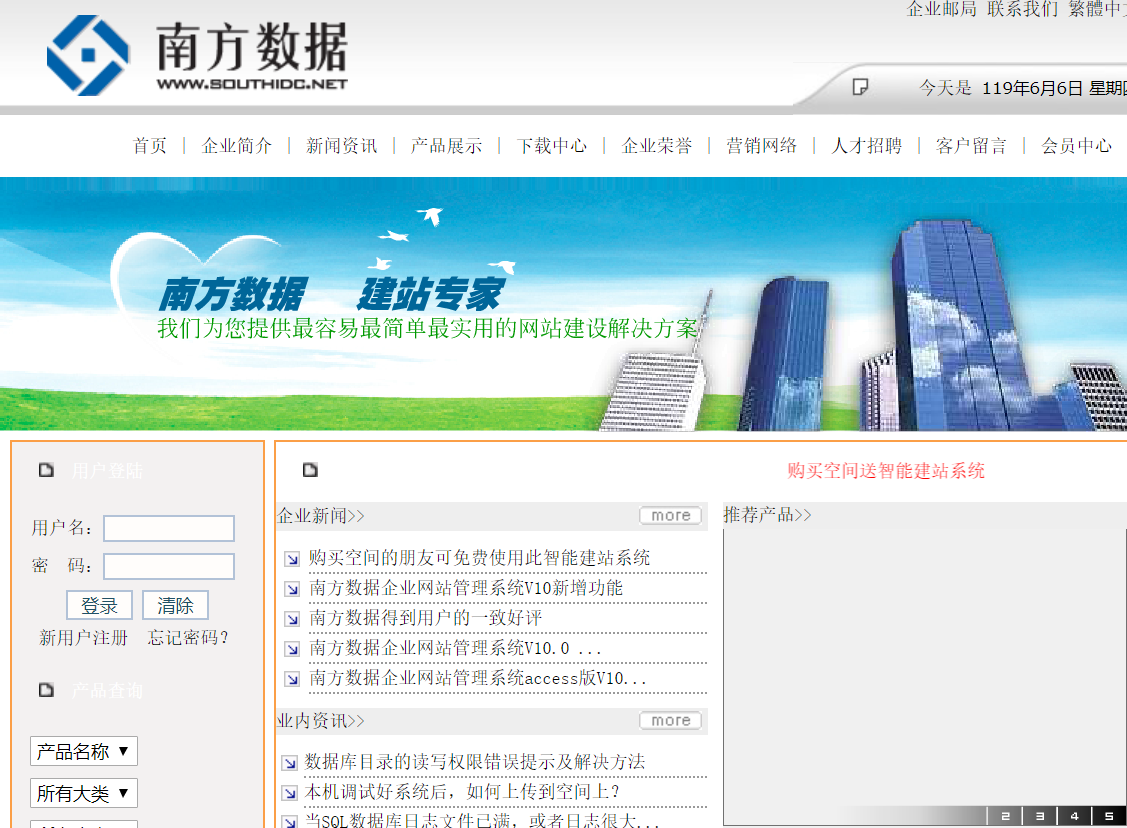 企业邮局 联系我们 繁體中文
南方数据
WWW.SOUTHIDC.NET
今天是 119年6月6日 星期四
首页 | 企业简介 | 新闻资讯 | 产品展示 | 下载中心 | 企业荣誉 | 营销网络 | 人才招聘 | 客户留言 | 会员中心
南方数据 建站专家
我们为您提供最容易最简单最实用的网站建设解决方案
用户登陆
用户名:
密 码:
登录 清除
新用户注册 忘记密码?
产品查询
产品名称 ▼
所有大类 ▼
购买空间送智能建站系统
企业新闻>> more
购买空间的朋友可免费使用此智能建站系统
南方数据企业网站管理系统V10新增功能
南方数据得到用户的一致好评
南方数据企业网站管理系统V10.0 ...
南方数据企业网站管理系统access版V10...
业内资讯>> more
数据库目录的读写权限错误提示及解决方法
本机调试好系统后，如何上传到空间上?
当SQL数据库日志文件已满，或者日志很大...
推荐产品>>
2 3 4 5